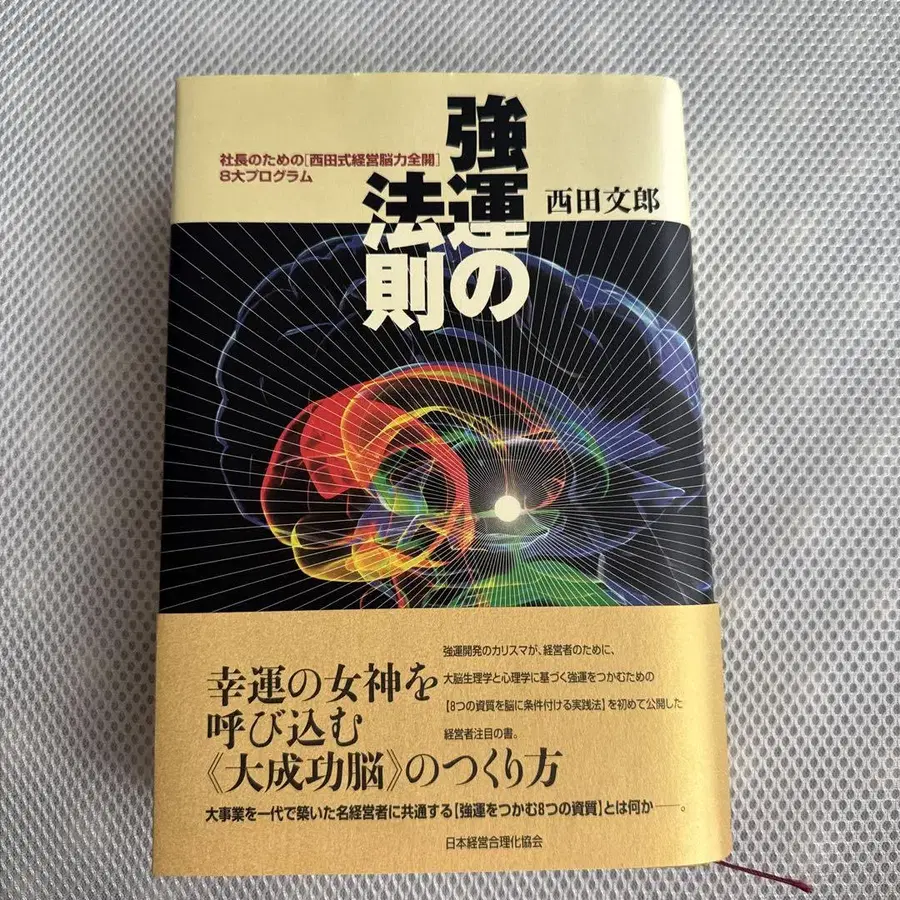 強運の
法則
社長のための[西田式経営脳力全開]
8大プログラム
西田文郎
幸運の女神を
呼び込む
《大成功脳》のつくり方
強運開発のカリスマが、経営者のために、
大脳生理学と心理学に基づく強運をつかむための
【8つの資質を脳に条件付ける実践法】を初めて公開した
経営者注目の書。
大事業を一代で築いた名経営者に共通する【強運をつかむ8つの資質】とは何か――。
日本経営合理化協会